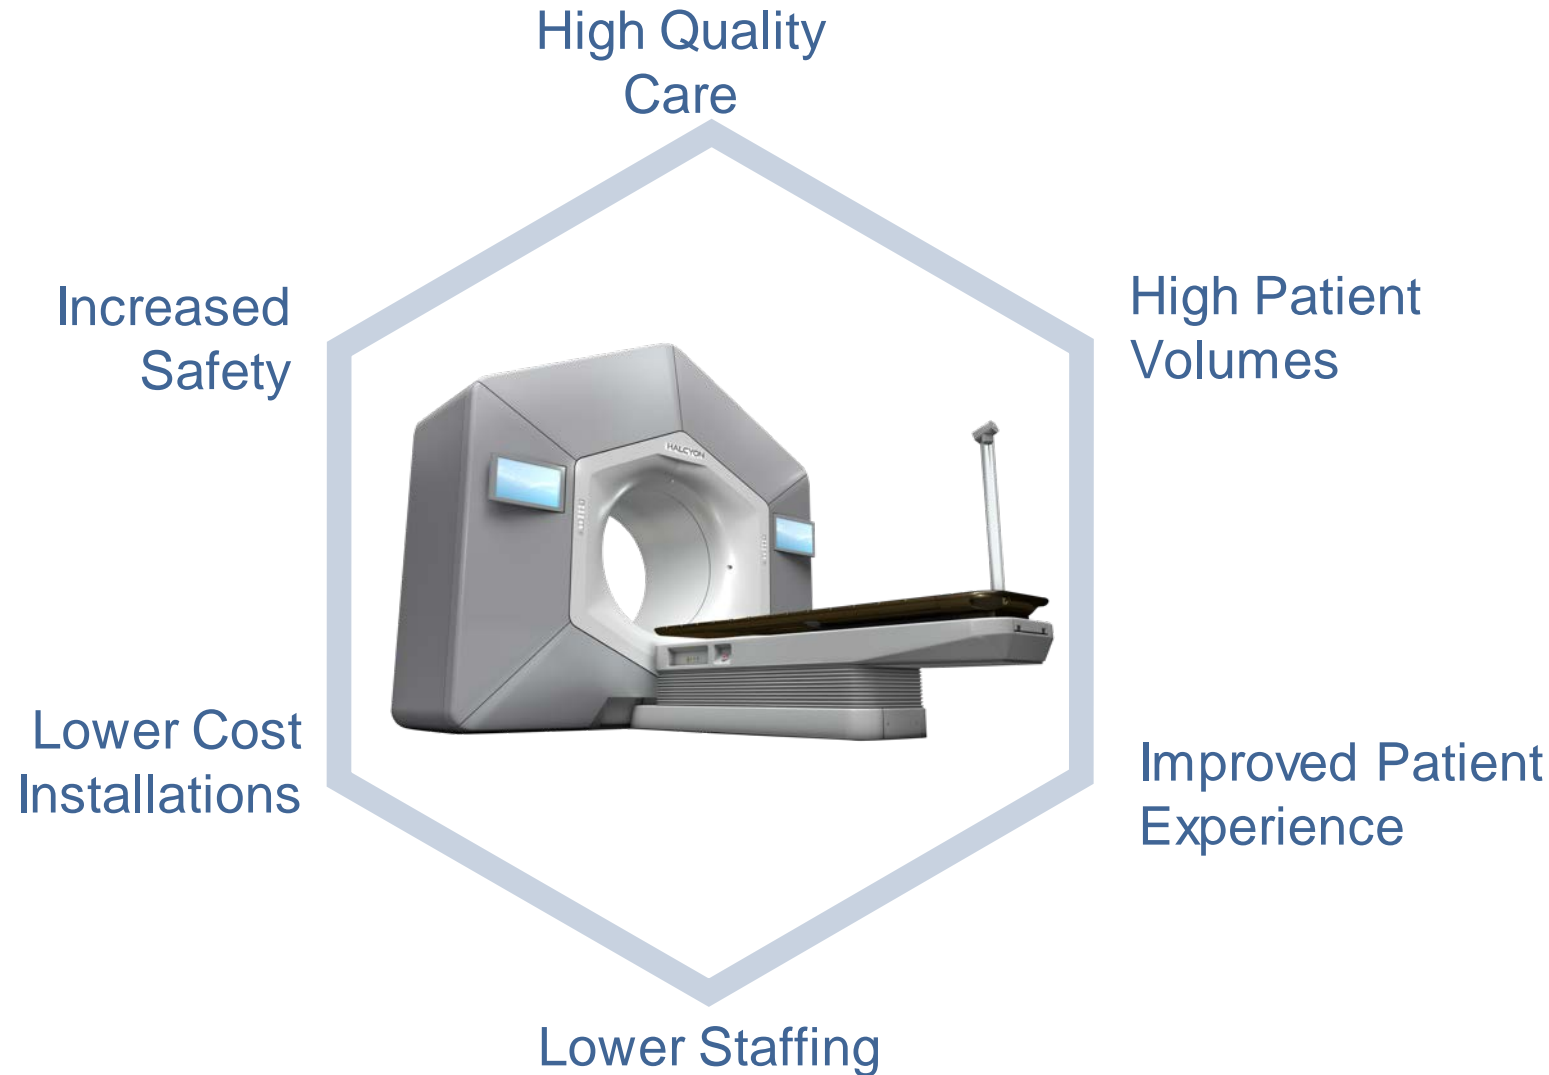 High Quality
Care
High Patient
Volumes
Improved Patient
Experience
Lower Staffing
Lower Cost
Installations
Increased
Safety
HALCYON